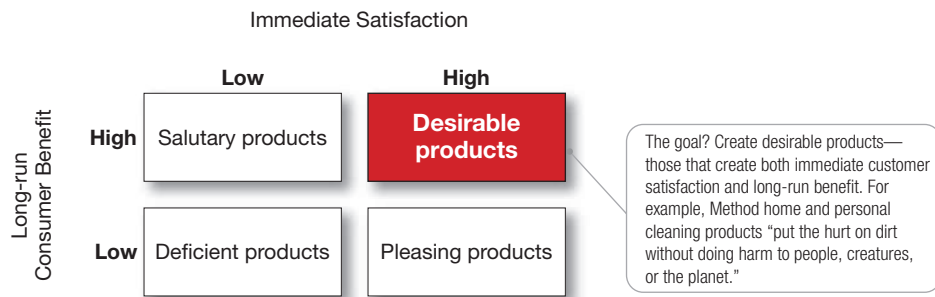 Immediate Satisfaction
Low
High
High
Salutary products
Desirable
products
The goal? Create desirable products—
those that create both immediate customer
satisfaction and long-run benefit. For
example, Method home and personal
cleaning products “put the hurt on dirt
without doing harm to people, creatures,
or the planet.”
Long-run
Consumer Benefit
Low
Deficient products
Pleasing products